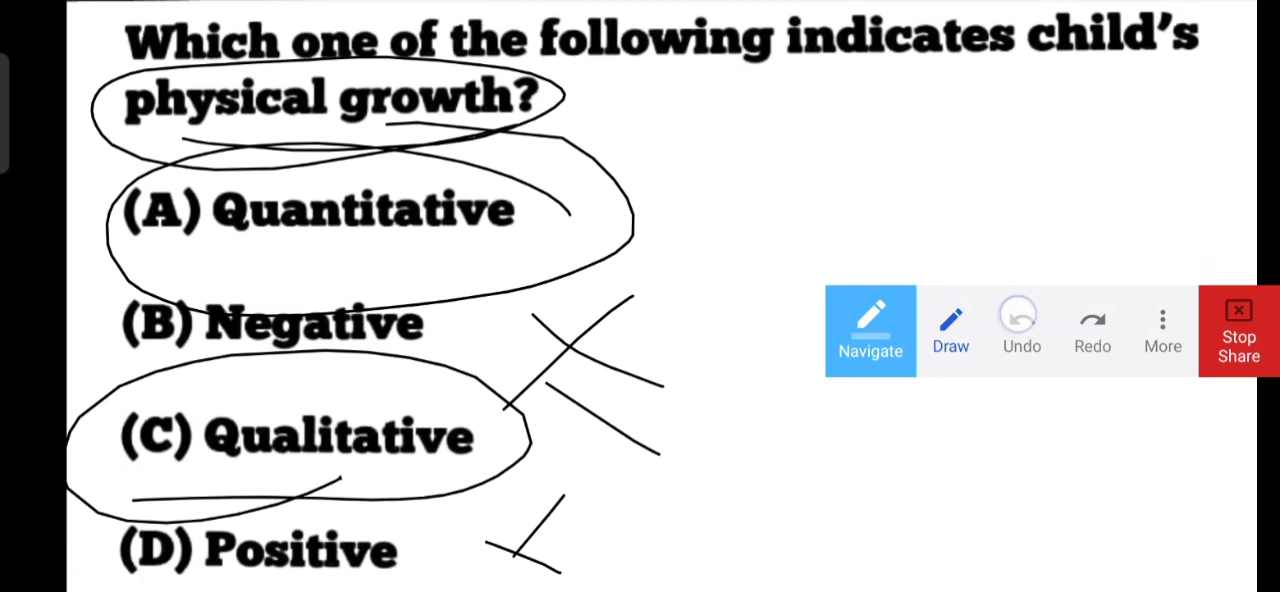 Which one of the following indicates child's
physical growth?
(A) Quantitative
(B) Negative
(C) Qualitative
(D) Positive
Navigate
Draw
Undo
Redo
More
Stop
Share